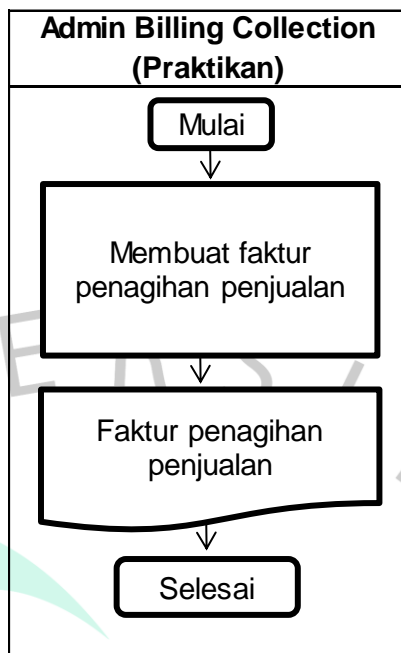 Admin Billing Collection
(Praktikan)
Mulai
Membuat faktur
penagihan penjualan
Faktur penagihan
penjualan
Selesai